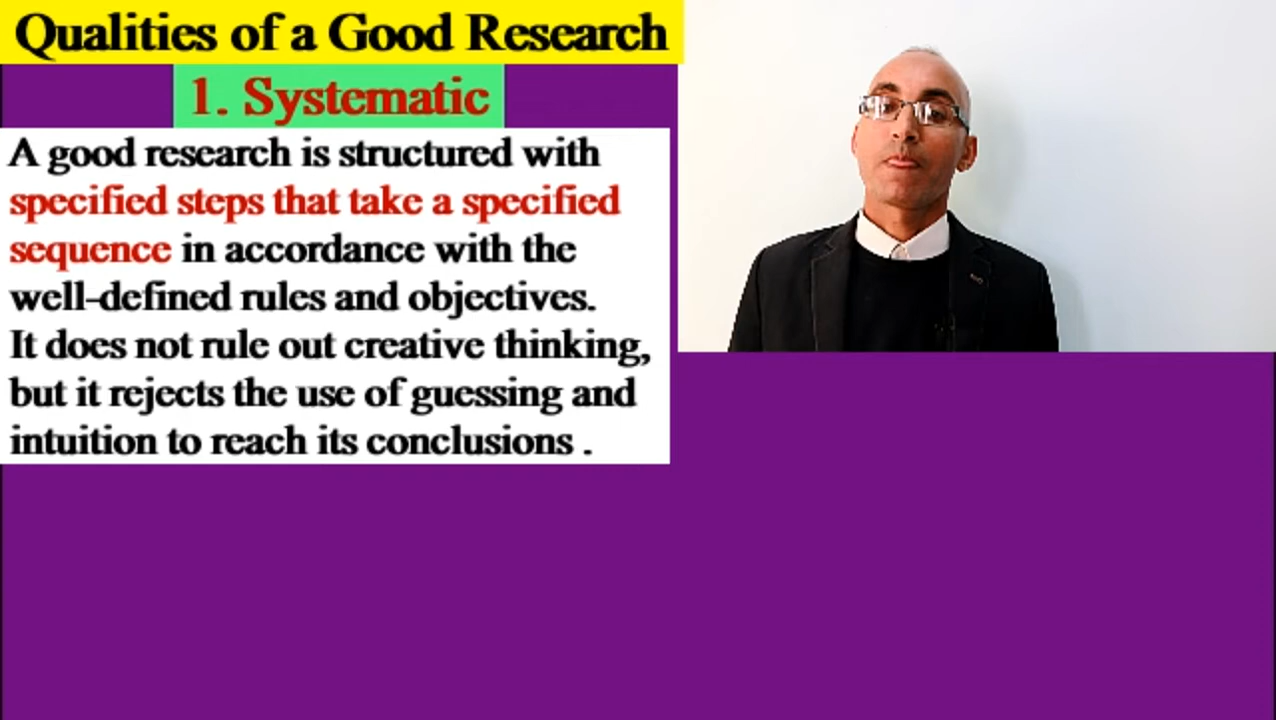 Qualities of a Good Research
1. Systematic
A good research is structured with
specified steps that take a specified
sequence in accordance with the
well-defined rules and objectives.
It does not rule out creative thinking,
but it rejects the use of guessing and
intuition to reach its conclusions .